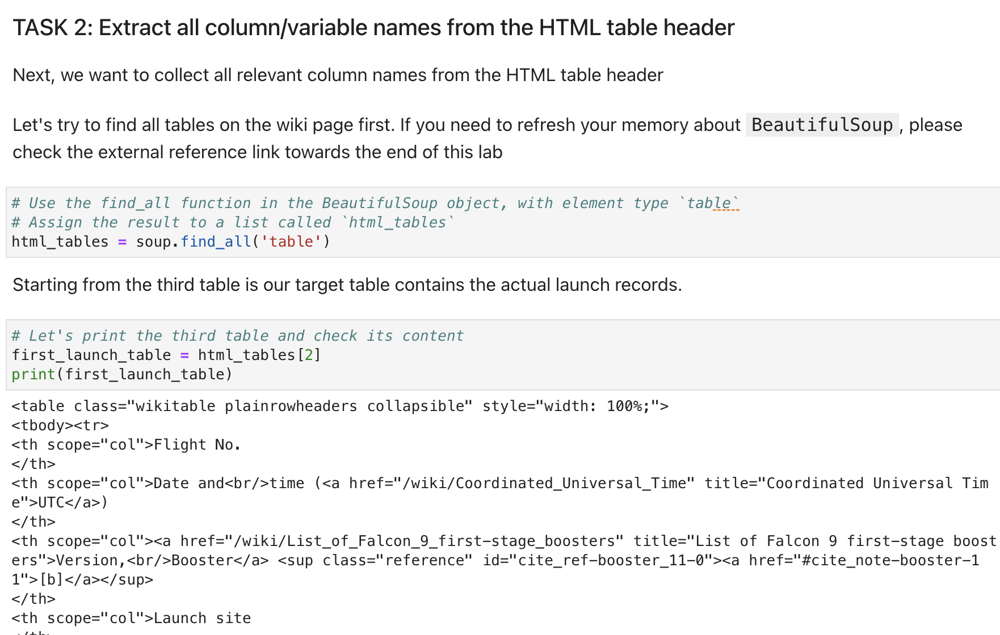 TASK 2: Extract all column/variable names from the HTML table header
Next, we want to collect all relevant column names from the HTML table header
Let's try to find all tables on the wiki page first. If you need to refresh your memory about BeautifulSoup, please
check the external reference link towards the end of this lab
# Use the find_all function in the BeautifulSoup object, with element type `table`
# Assign the result to a list called `html_tables`
html_tables = soup.find_all('table')
Starting from the third table is our target table contains the actual launch records.
# Let's print the third table and check its content
first_launch_table = html_tables[2]
print(first_launch_table)
<table class="wikitable plainrowheaders collapsible" style="width: 100%;">
<tbody><tr>
<th scope="col">Flight No.
</th>
<th scope="col">Date and<br/>time (<a href="/wiki/Coordinated_Universal_Time" title="Coordinated Universal Tim
e">UTC</a>)
</th>
<th scope="col"><a href="/wiki/List_of_Falcon_9_first-stage_boosters" title="List of Falcon 9 first-stage boost
ers">Version,<br/>Booster</a> <sup class="reference" id="cite_ref-booster_11-0"><a href="#cite_note-booster-1
1">[b]</a></sup>
</th>
<th scope="col">Launch site
</th>